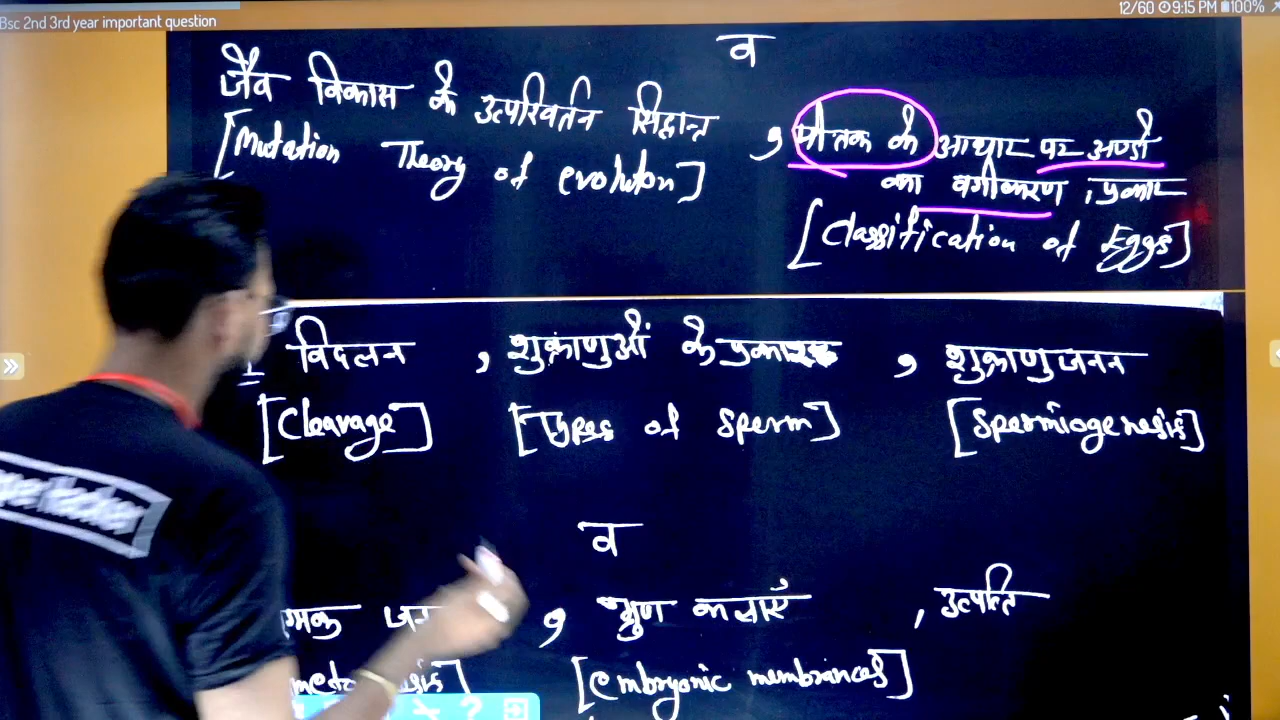 Bsc 2nd 3rd year important question
12/60 9:15 PM 100%
व
जैव विकास के उत्परिवर्तन सिद्धान्त , पीतक के आधार पर अण्डो
का वर्गीकरण , प्रकार
[Mutation Theory of evolution]
[Classification of Eggs]
विदलन , शुक्राणुओं के प्रकार , शुक्राणुजनन
[Cleavage] [Types of Sperm] [Spermiogenesis]
व
, भ्रुण कलाएँ , उत्पत्ति
[embryonic membrances]